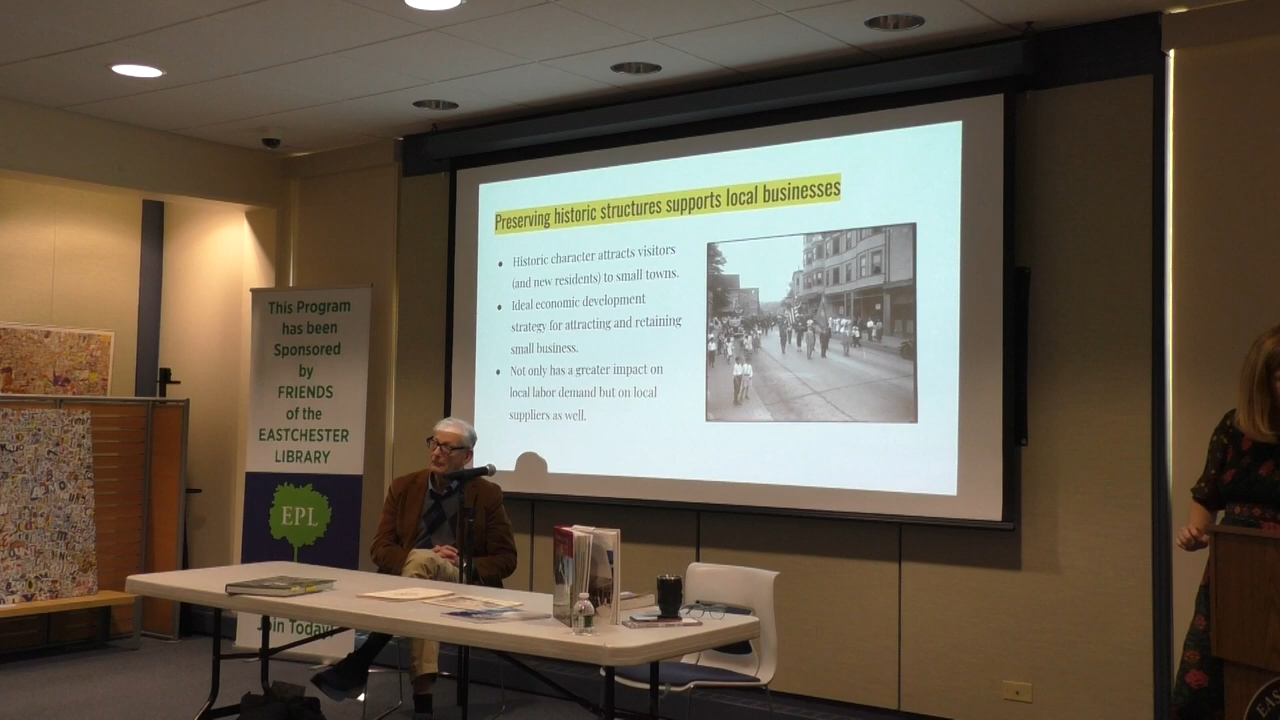 Preserving historic structures supports local businesses
● Historic character attracts visitors
(and new residents) to small towns.
● Ideal economic development
strategy for attracting and retaining
small business.
● Not only has a greater impact on
local labor demand but on local
suppliers as well.
This Program
has been
Sponsored
by
FRIENDS
of the
EASTCHESTER
LIBRARY
EPL
Join Today!